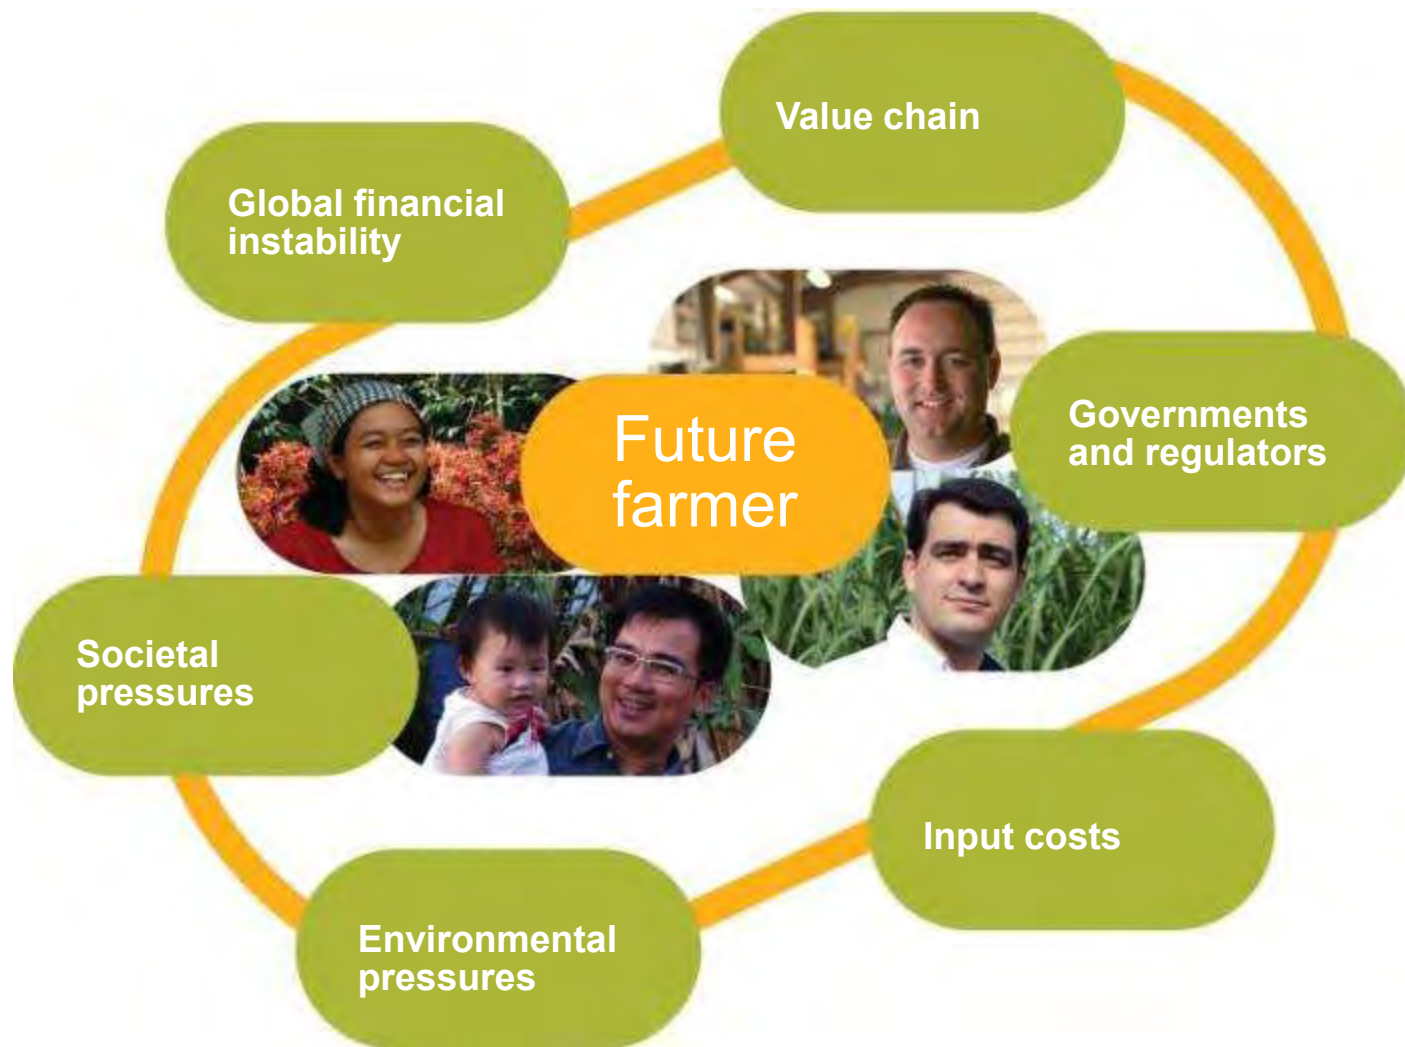 Value chain
Global financial
instability
Future
farmer
Governments
and regulators
Societal
pressures
Input costs
Environmental
pressures